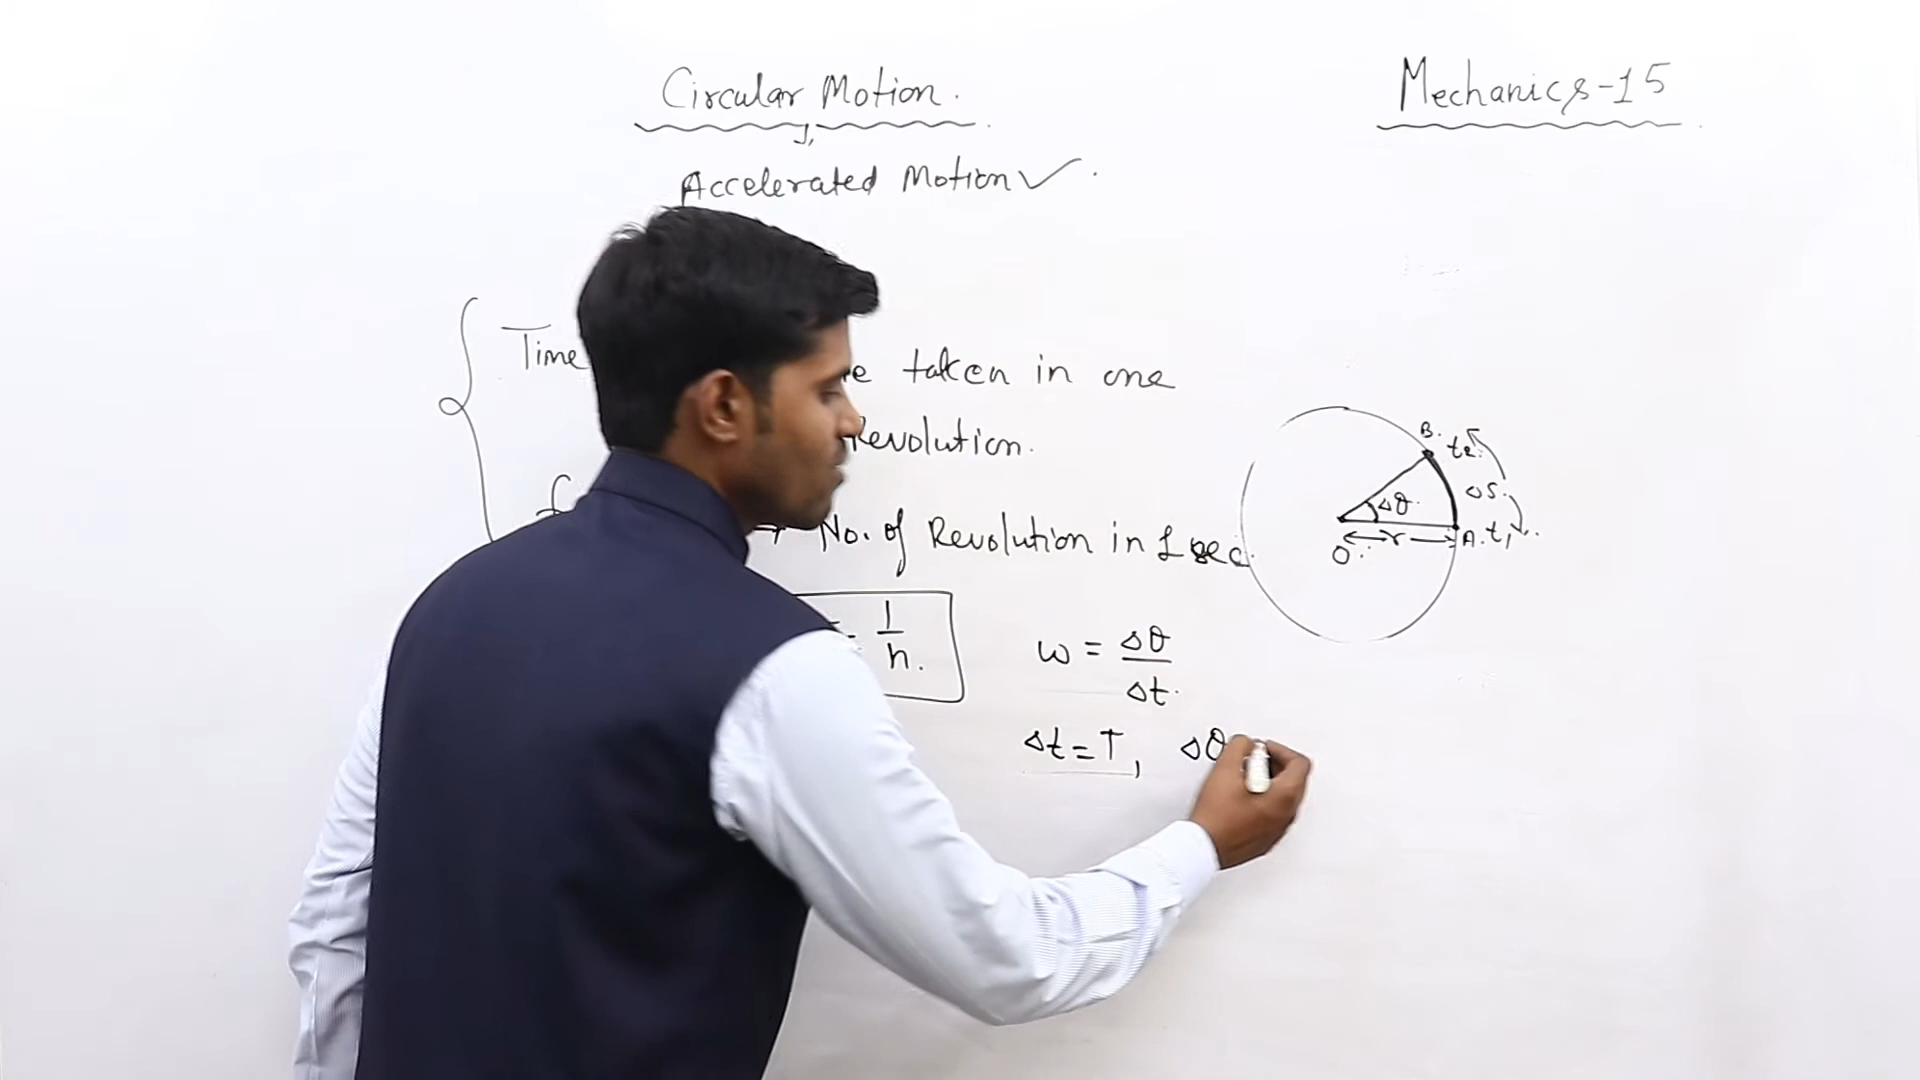 Circular Motion.
Mechanics-15
Accelerated Motion ✓.
Time
taken in one
Revolution.
→ No. of Revolution in 1 sec.
= 1/n.
ω = Δθ/Δt.
Δt = T, Δθ
B. t2.
Δθ.
ΔS.
O. r A. t1